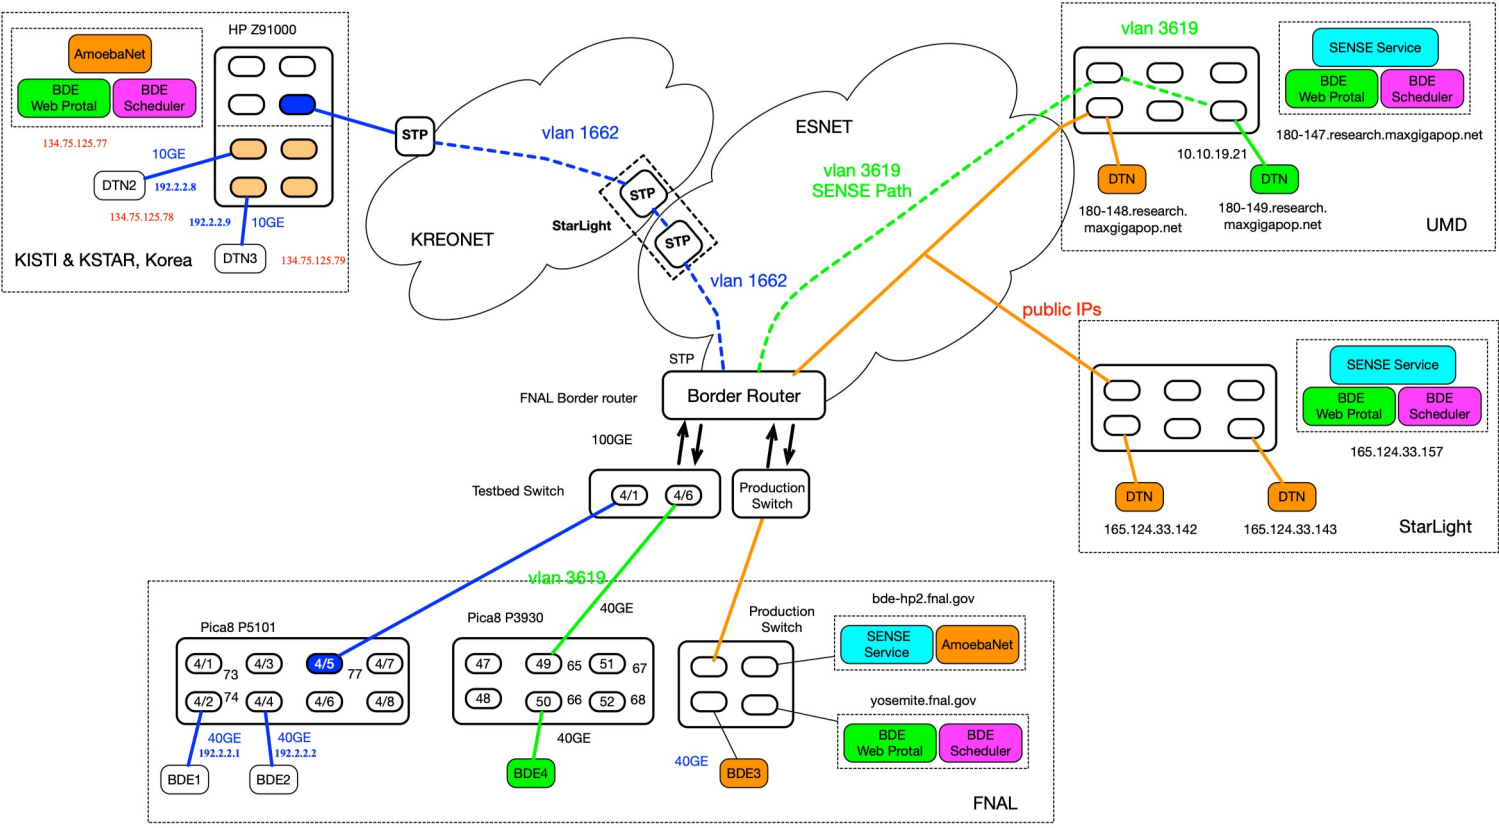 HP Z91000
AmoebaNet
BDE
Web Protal
BDE
Scheduler
134.75.125.77
10GE
DTN2
192.2.2.8
134.75.125.78
192.2.2.9
10GE
DTN3
134.75.125.79
KISTI & KSTAR, Korea
STP
vlan 1662
KREONET
StarLight
STP
STP
vlan 1662
ESNET
vlan 3619
SENSE Path
vlan 3619
SENSE Service
BDE
Web Protal
BDE
Scheduler
180-147.research.maxgigapop.net
10.10.19.21
DTN
DTN
180-148.research.
maxgigapop.net
180-149.research.
maxgigapop.net
UMD
public IPs
SENSE Service
BDE
Web Protal
BDE
Scheduler
165.124.33.157
DTN
DTN
165.124.33.142
165.124.33.143
StarLight
STP
FNAL Border router
Border Router
100GE
Testbed Switch
4/1
4/6
Production
Switch
vlan 3619
40GE
Pica8 P5101
4/1
73
4/3
4/5
77
4/7
4/2
74
4/4
4/6
4/8
40GE
192.2.2.1
40GE
192.2.2.2
BDE1
BDE2
Pica8 P3930
47
49
65
51
67
48
50
66
52
68
40GE
BDE4
Production
Switch
40GE
BDE3
bde-hp2.fnal.gov
SENSE
Service
AmoebaNet
yosemite.fnal.gov
BDE
Web Protal
BDE
Scheduler
FNAL